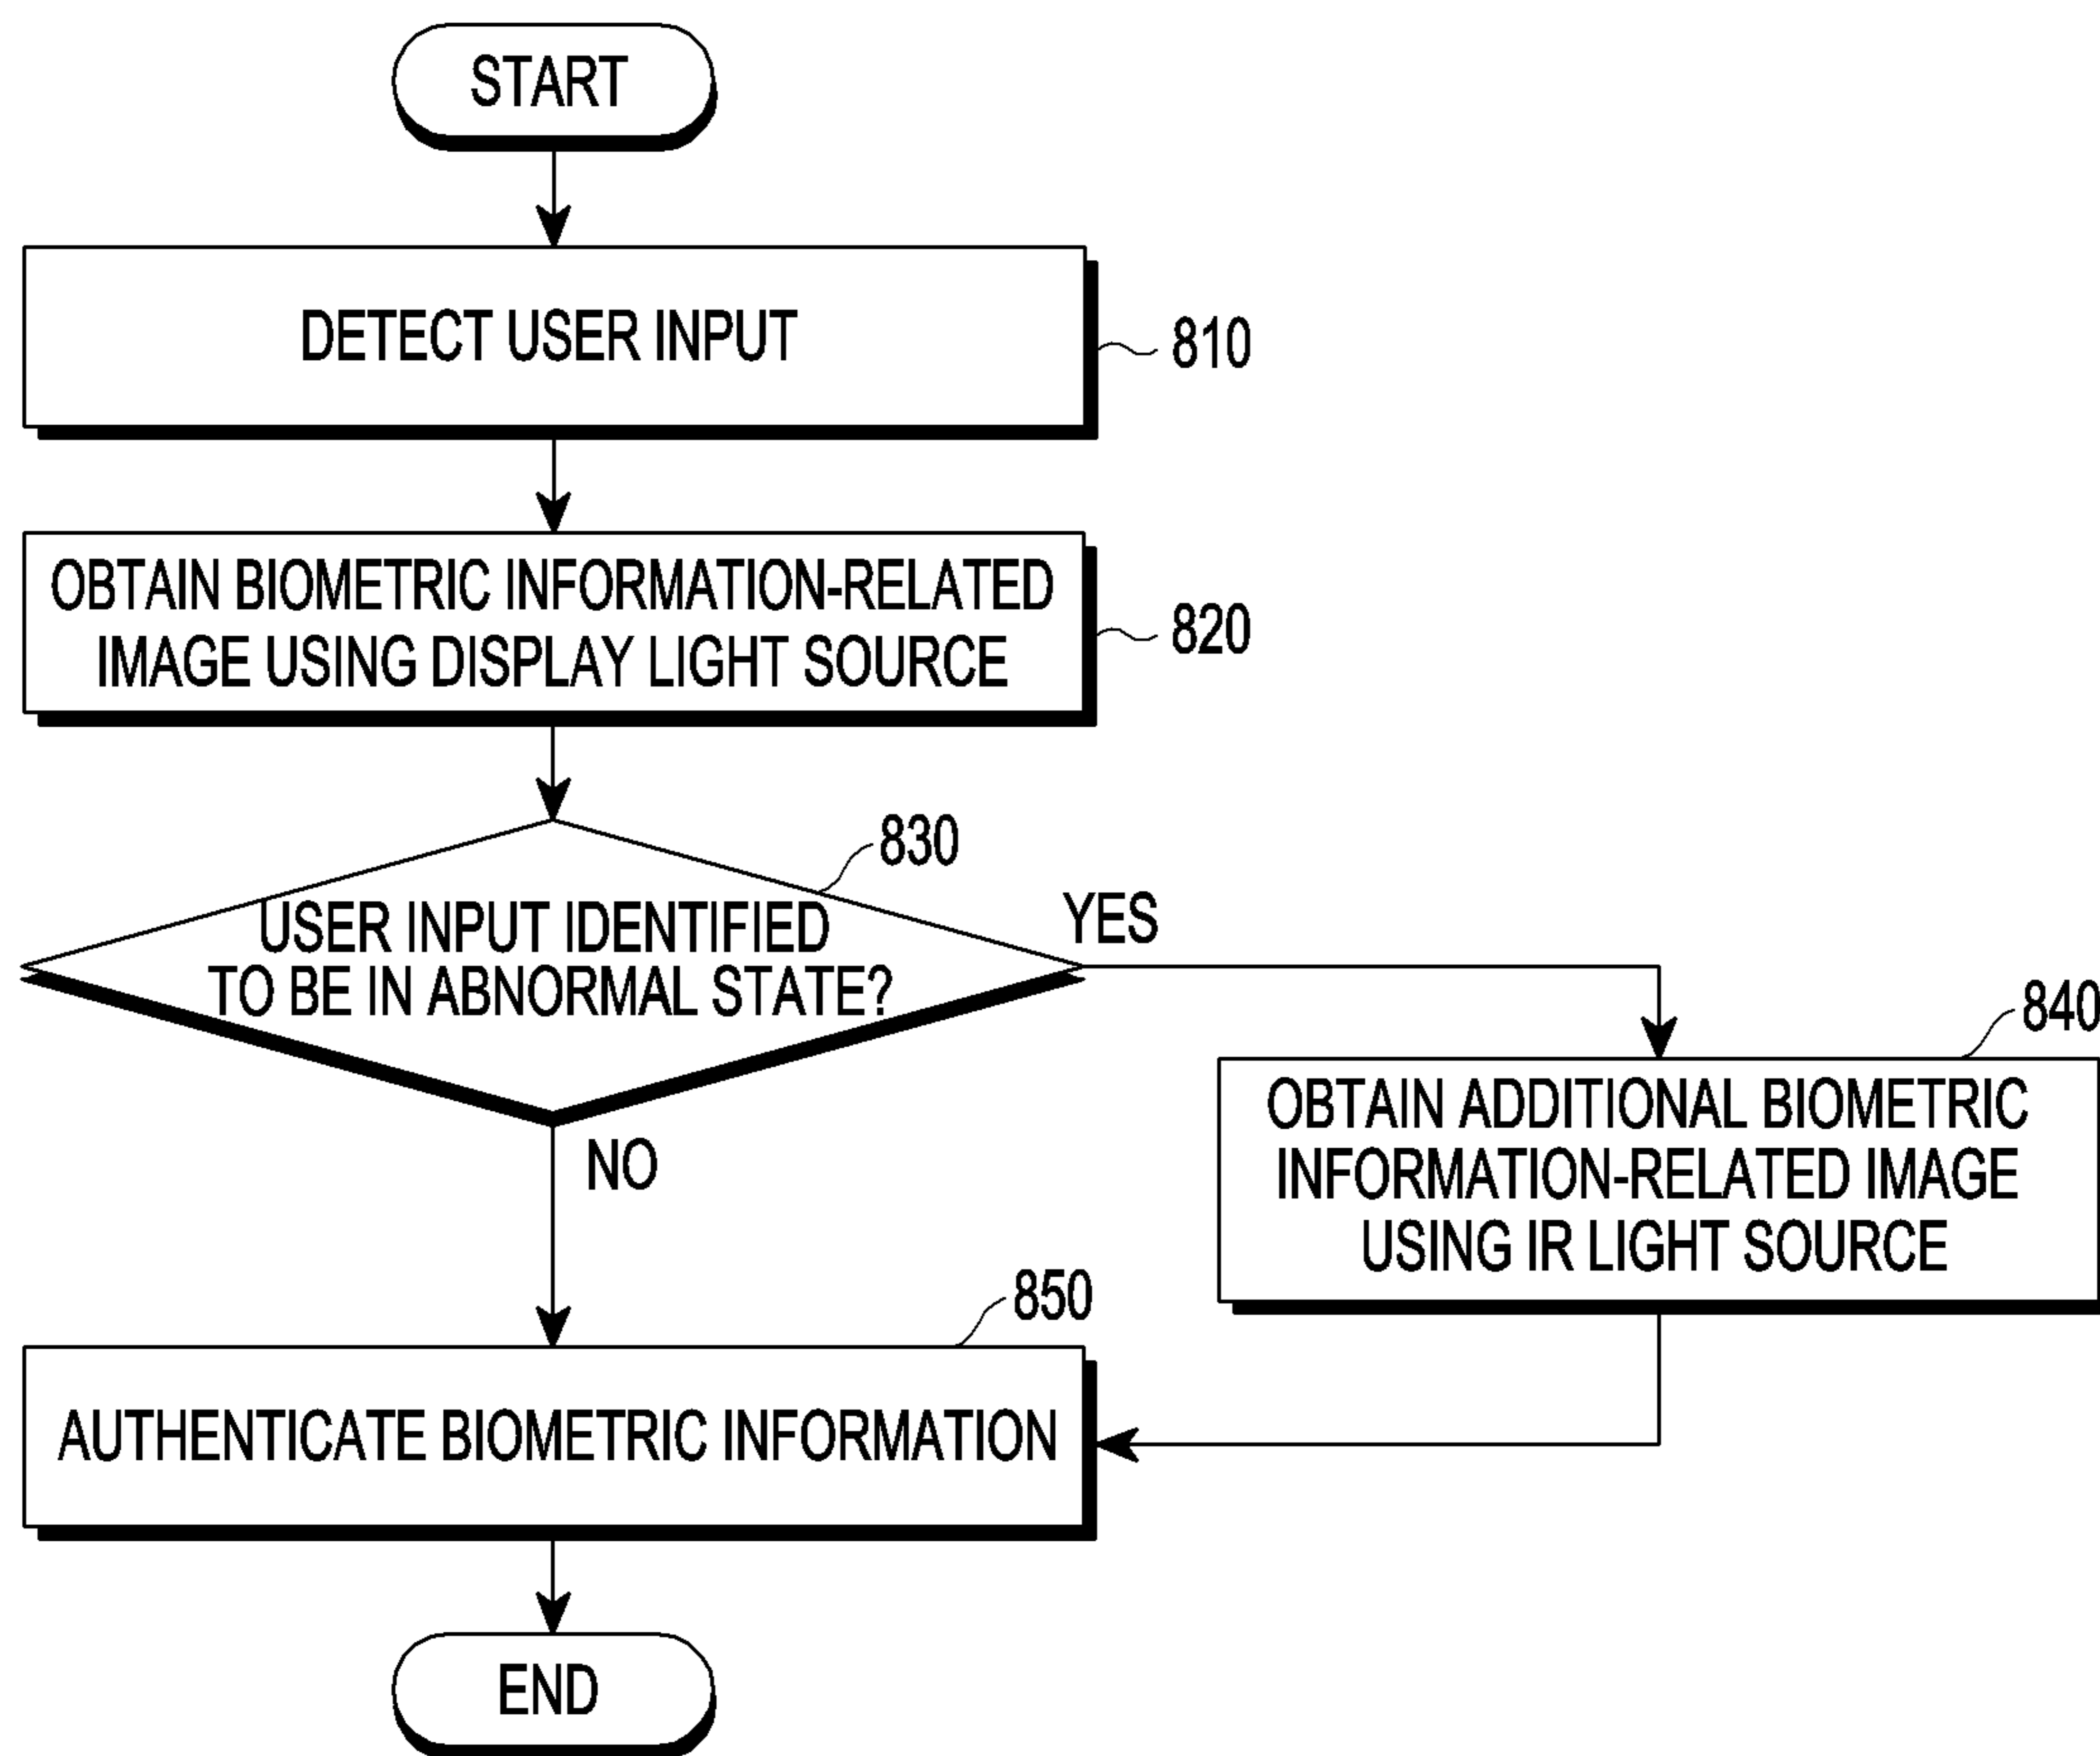 START
DETECT USER INPUT
810
OBTAIN BIOMETRIC INFORMATION-RELATED
IMAGE USING DISPLAY LIGHT SOURCE
820
830
USER INPUT IDENTIFIED
TO BE IN ABNORMAL STATE?
YES
NO
840
OBTAIN ADDITIONAL BIOMETRIC
INFORMATION-RELATED IMAGE
USING IR LIGHT SOURCE
850
AUTHENTICATE BIOMETRIC INFORMATION
END